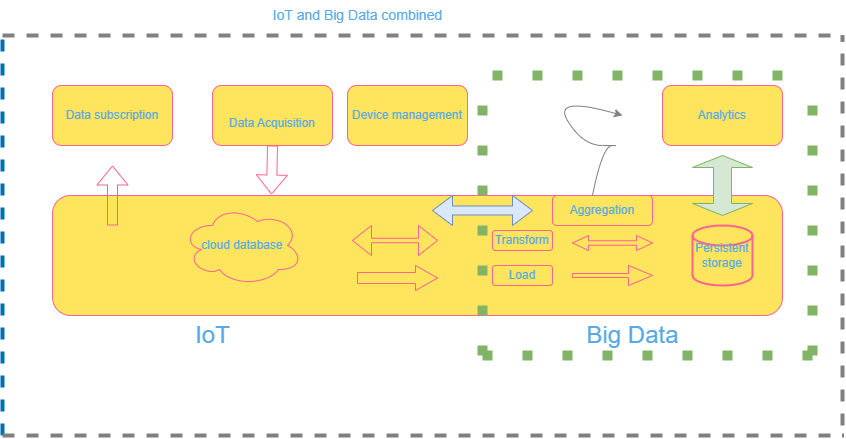 IoT and Big Data combined
Data subscription
Data Acquisition
Device management
Analytics
Aggregation
cloud database
Transform
Persistent
storage
Load
IoT
Big Data